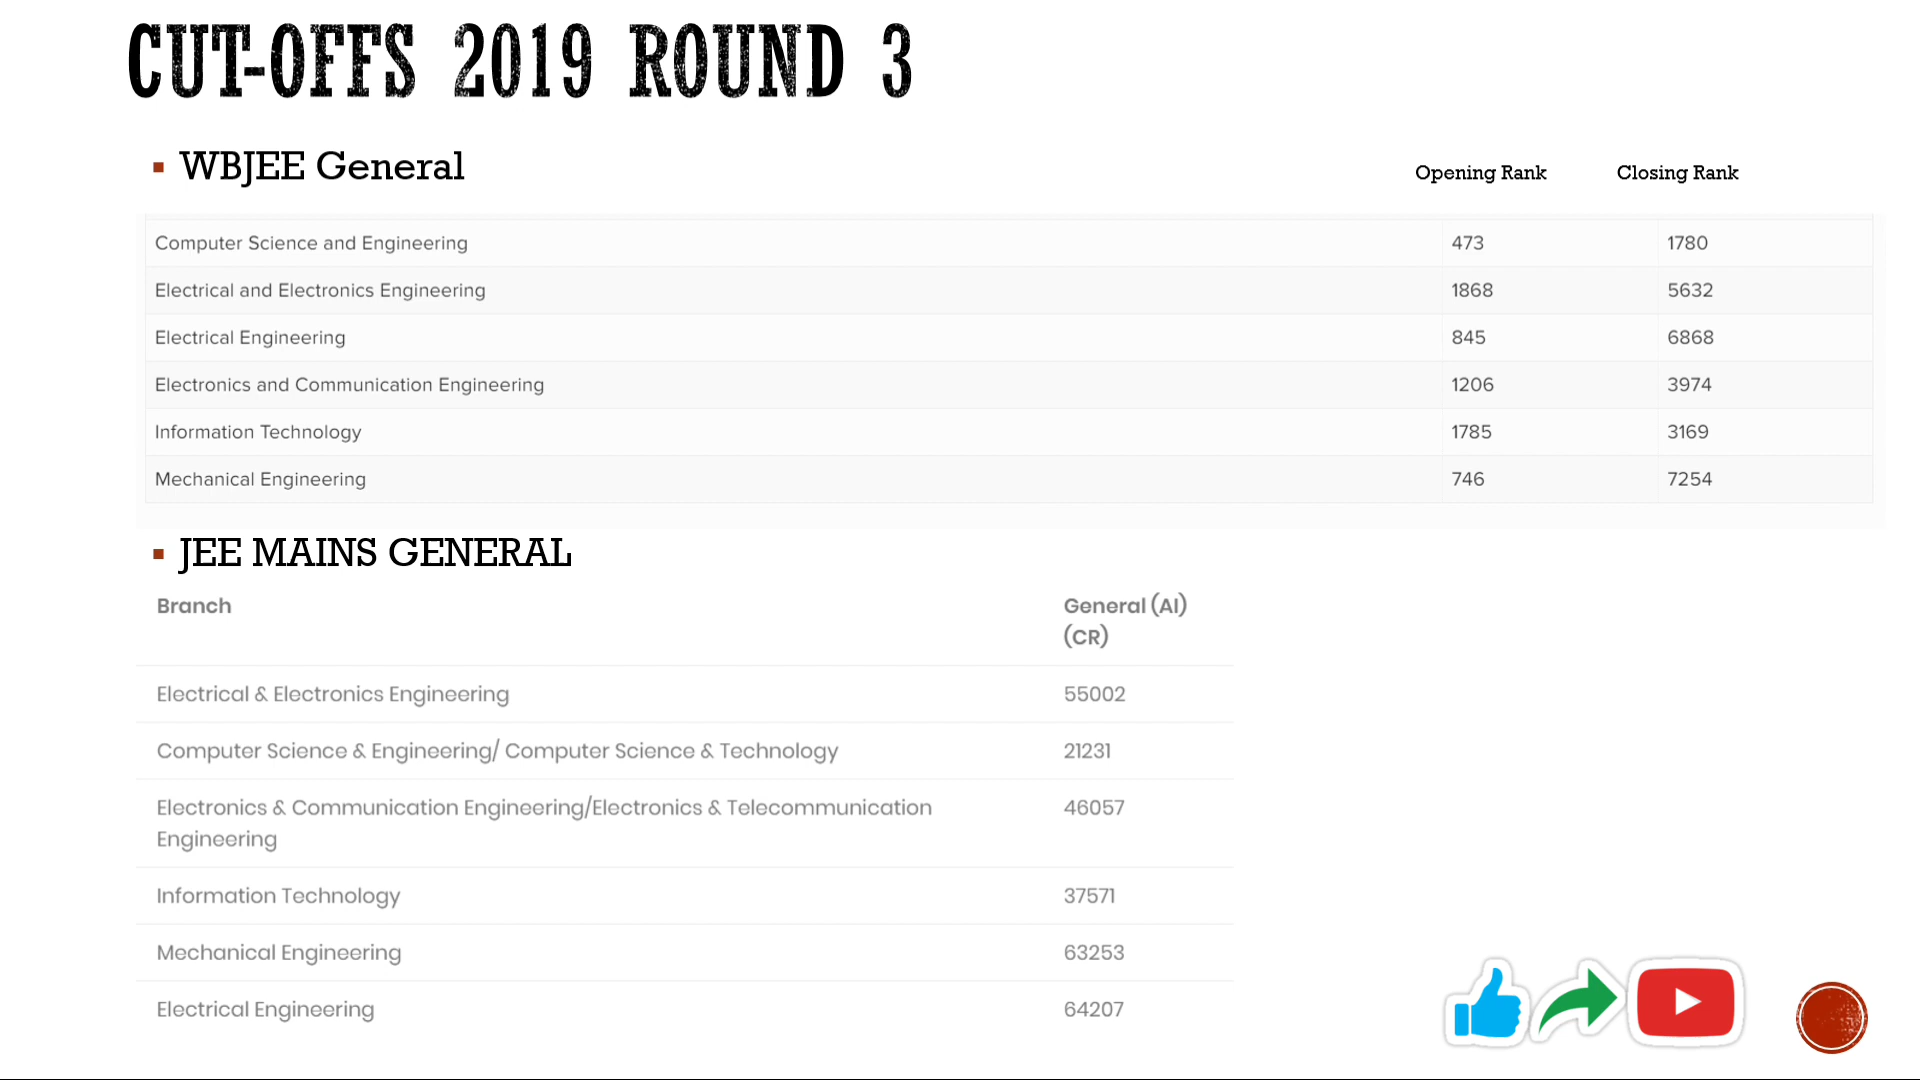 CUT-OFFS 2019 ROUND 3
WBJEE General
Opening Rank Closing Rank
Computer Science and Engineering 473 1780
Electrical and Electronics Engineering 1868 5632
Electrical Engineering 845 6868
Electronics and Communication Engineering 1206 3974
Information Technology 1785 3169
Mechanical Engineering 746 7254
JEE MAINS GENERAL
Branch General (AI)
(CR)
Electrical & Electronics Engineering 55002
Computer Science & Engineering/ Computer Science & Technology 21231
Electronics & Communication Engineering/Electronics & Telecommunication 46057
Engineering
Information Technology 37571
Mechanical Engineering 63253
Electrical Engineering 64207